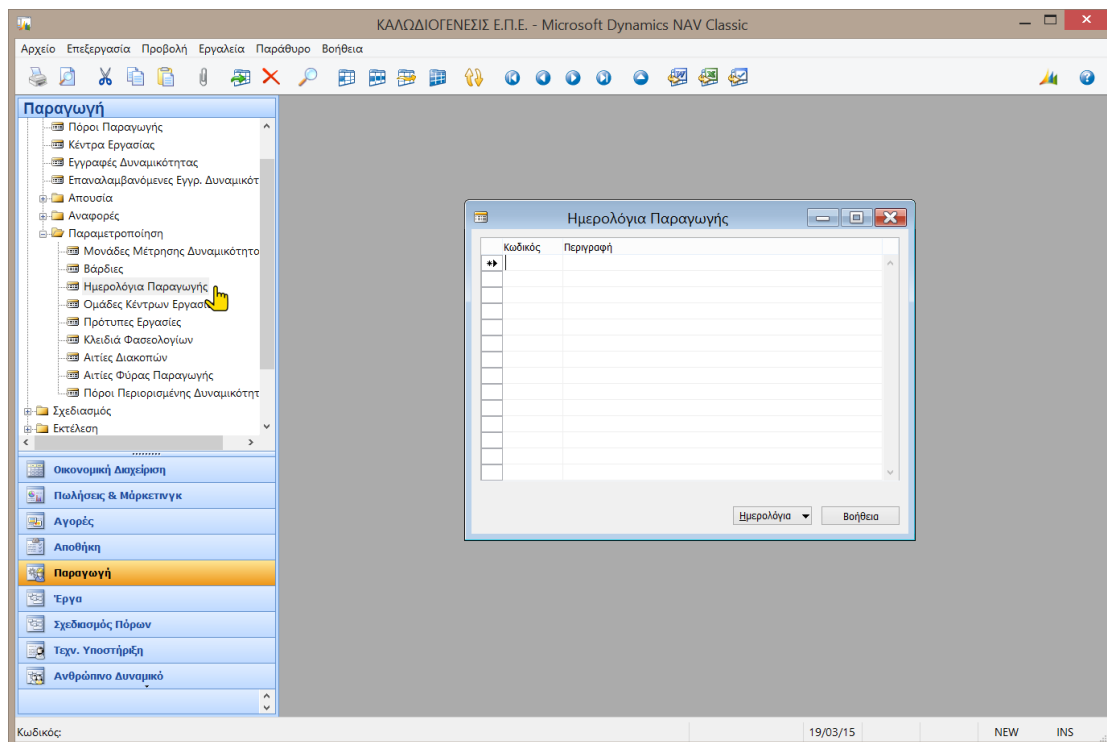 ΚΑΛΩΔΙΟΓΕΝΕΣΙΣ Ε.Π.Ε. - Microsoft Dynamics NAV Classic
Αρχείο Επεξεργασία Προβολή Εργαλεία Παράθυρο Βοήθεια
Παραγωγή
Πόροι Παραγωγής
Κέντρα Εργασίας
Εγγραφές Δυναμικότητας
Επαναλαμβανόμενες Εγγρ. Δυναμικότ
Απουσία
Αναφορές
Παραμετροποίηση
Μονάδες Μέτρησης Δυναμικότητο
Βάρδιες
Ημερολόγια Παραγωγής
Ομάδες Κέντρων Εργασ
Πρότυπες Εργασίες
Κλειδιά Φασεολογίων
Αιτίες Διακοπών
Αιτίες Φύρας Παραγωγής
Πόροι Περιορισμένης Δυναμικότητ
Σχεδιασμός
Εκτέλεση
Οικονομική Διαχείριση
Πωλήσεις & Μάρκετινγκ
Αγορές
Αποθήκη
Παραγωγή
Έργα
Σχεδιασμός Πόρων
Τεχν. Υποστήριξη
Ανθρώπινο Δυναμικό
Ημερολόγια Παραγωγής
Κωδικός Περιγραφή
Ημερολόγια Βοήθεια
Κωδικός: 19/03/15 NEW INS